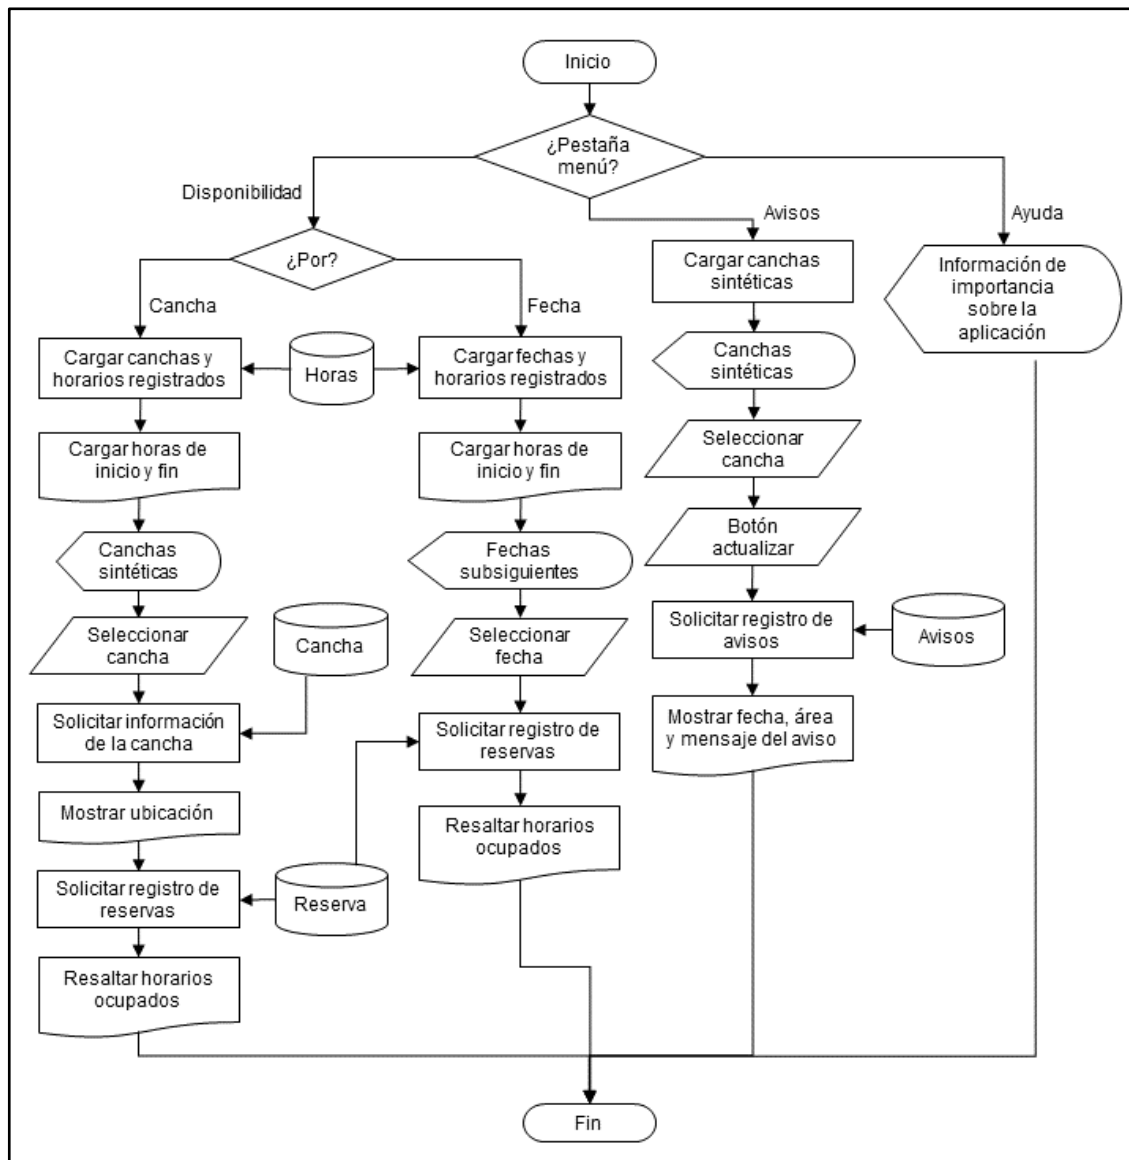 Inicio
¿Pestaña
menú?
Disponibilidad
Avisos
Ayuda
¿Por?
Cancha
Fecha
Cargar canchas y
horarios registrados
Horas
Cargar fechas y
horarios registrados
Cargar canchas
sintéticas
Información de
importancia
sobre la
aplicación
Canchas
sintéticas
Cargar horas de
inicio y fin
Cargar horas de
inicio y fin
Seleccionar
cancha
Canchas
sintéticas
Fechas
subsiguientes
Botón
actualizar
Seleccionar
cancha
Cancha
Seleccionar
fecha
Solicitar registro de
avisos
Avisos
Solicitar información
de la cancha
Solicitar registro de
reservas
Mostrar fecha, área
y mensaje del aviso
Mostrar ubicación
Resaltar horarios
ocupados
Solicitar registro de
reservas
Reserva
Resaltar horarios
ocupados
Fin